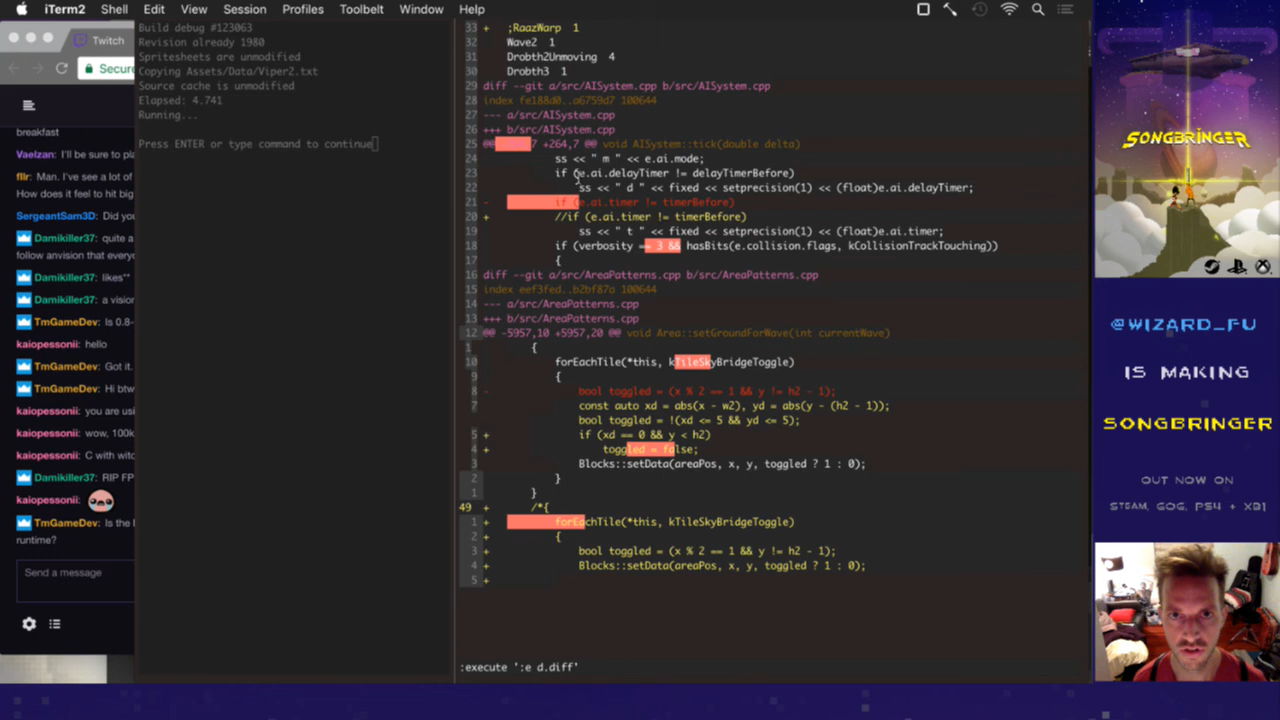 iTerm2 Shell Edit View Session Profiles Toolbelt Window Help
Twitch
Secure
breakfast
Vaelzan: I'll be sure to pla
fllr: Man. I've see a lot of
How does it feel to hit big
SergeantSam3D: Did you
Damikiller37: quite a
follow anvision that everyo
Damikiller37: likes**
Damikiller37: a vision
TmGameDev: Is 0.8-
kaiopessonii: hello
TmGameDev: Got it.
TmGameDev: Hi btw
kaiopessonii: you are usi
kaiopessonii: wow, 100k
kaiopessonii: C with wito
Damikiller37: RIP FP
kaiopessonii:
TmGameDev: Is the l
runtime?
Send a message
Build debug #123063
Revision already 1980
Spritesheets are unmodified
Copying Assets/Data/Viper2.txt
Source cache is unmodified
Elapsed: 4.741
Running...
Press ENTER or type command to continue
33 + ;RaazWarp 1
32 Wave2 1
31 Drobth2Unmoving 4
30 Drobth3 1
29 diff --git a/src/AISystem.cpp b/src/AISystem.cpp
28 index fe188d0..a6759d7 100644
27 --- a/src/AISystem.cpp
26 +++ b/src/AISystem.cpp
25 @@ 7 +264,7 @@ void AISystem::tick(double delta)
24 ss << " m " << e.ai.mode;
23 if (e.ai.delayTimer != delayTimerBefore)
22 ss << " d " << fixed << setprecision(1) << (float)e.ai.delayTimer;
21 - if (e.ai.timer != timerBefore)
20 + //if (e.ai.timer != timerBefore)
19 ss << " t " << fixed << setprecision(1) << (float)e.ai.timer;
18 if (verbosity == 3 && hasBits(e.collision.flags, kCollisionTrackTouching))
17 {
16 diff --git a/src/AreaPatterns.cpp b/src/AreaPatterns.cpp
15 index eef3fed..b2bf87a 100644
14 --- a/src/AreaPatterns.cpp
13 +++ b/src/AreaPatterns.cpp
12 @@ -5957,10 +5957,20 @@ void Area::setGroundForWave(int currentWave)
1 {
10 forEachTile(*this, kTileSkyBridgeToggle)
9 {
8 - bool toggled = (x % 2 == 1 && y != h2 - 1);
7 const auto xd = abs(x - w2), yd = abs(y - (h2 - 1));
bool toggled = !(xd <= 5 && yd <= 5);
5 + if (xd == 0 && y < h2)
4 + toggled = false;
3 Blocks::setData(areaPos, x, y, toggled ? 1 : 0);
2 }
1 }
49 + /*{
1 + forEachTile(*this, kTileSkyBridgeToggle)
2 + {
3 + bool toggled = (x % 2 == 1 && y != h2 - 1);
4 + Blocks::setData(areaPos, x, y, toggled ? 1 : 0);
5 +
:execute ':e d.diff'
SONGBRINGER
@WIZARD_FU
IS MAKING
SONGBRINGER
OUT NOW ON
STEAM, GOG, PS4 + XB1